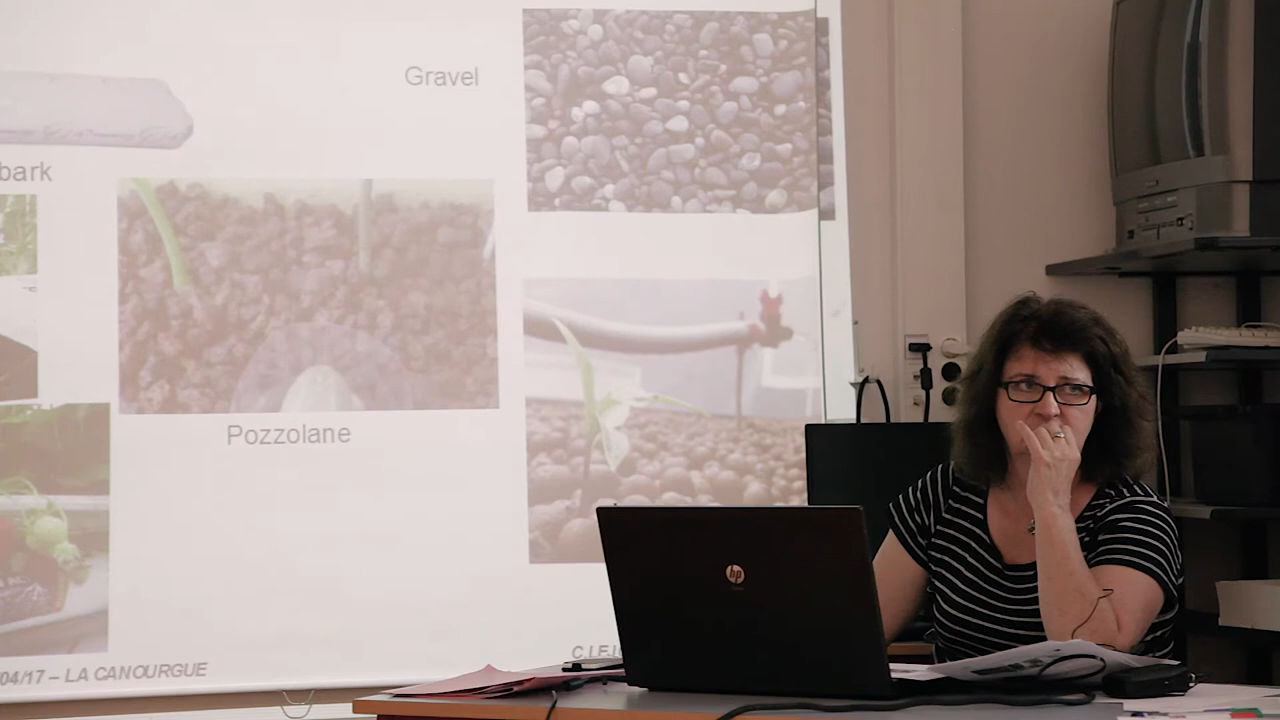 Gravel
bark
Pozzolane
04/17 – LA CANOURGUE
hp